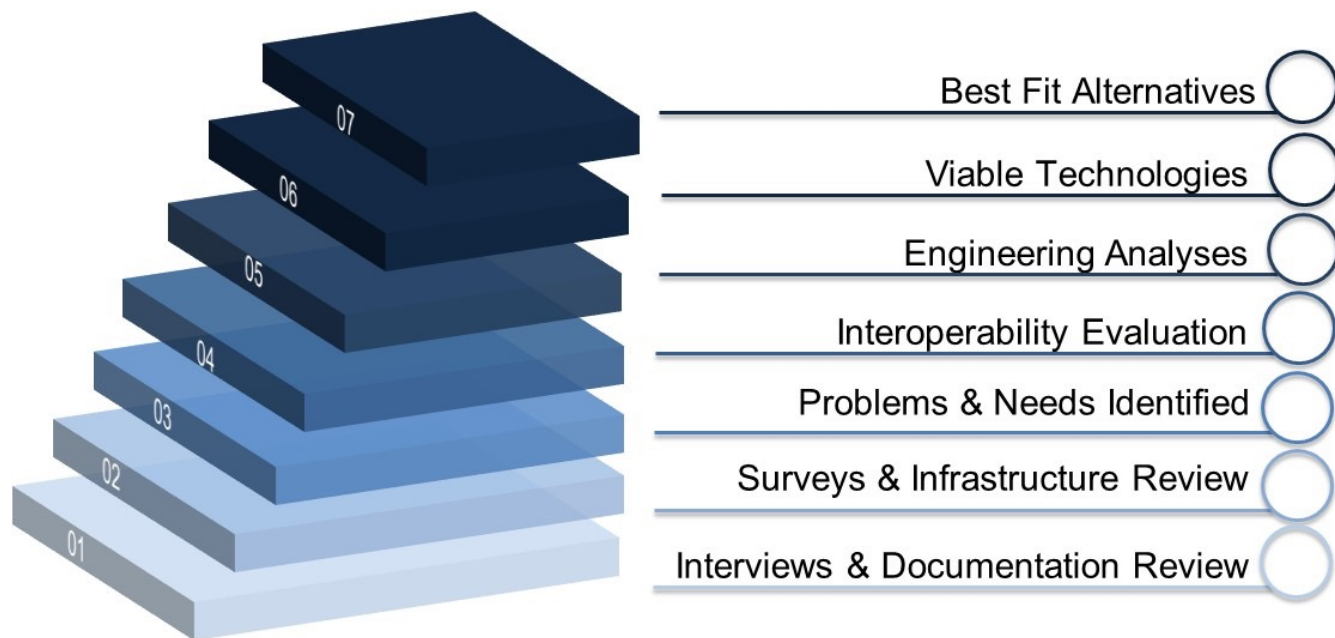 07
Best Fit Alternatives
06
Viable Technologies
05
Engineering Analyses
04
Interoperability Evaluation
03
Problems & Needs Identified
02
Surveys & Infrastructure Review
01
Interviews & Documentation Review